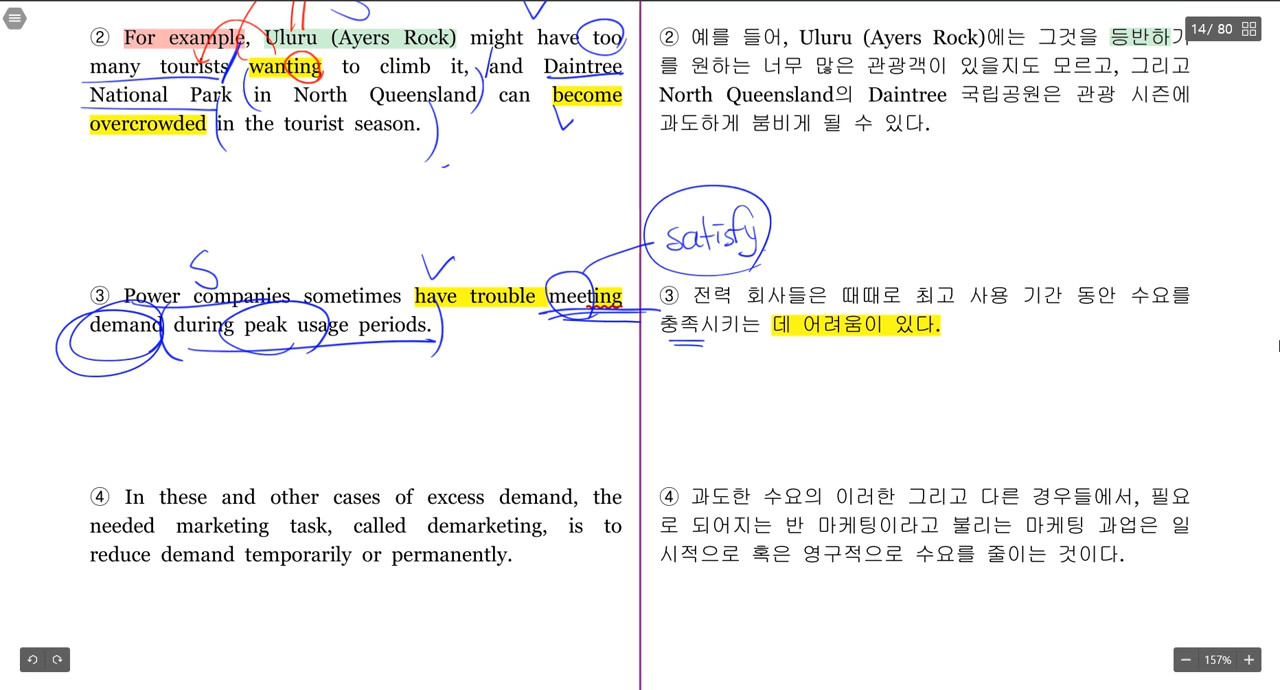 14/ 80
S
V
② For example, Uluru (Ayers Rock) might have too
many tourists wanting to climb it, and Daintree
National Park in North Queensland can become
overcrowded in the tourist season.
V
② 예를 들어, Uluru (Ayers Rock)에는 그것을 등반하기
를 원하는 너무 많은 관광객이 있을지도 모르고, 그리고
North Queensland의 Daintree 국립공원은 관광 시즌에
과도하게 붐비게 될 수 있다.
satisfy
S
V
③ Power companies sometimes have trouble meeting
demand during peak usage periods.
③ 전력 회사들은 때때로 최고 사용 기간 동안 수요를
충족시키는 데 어려움이 있다.
④ In these and other cases of excess demand, the
needed marketing task, called demarketing, is to
reduce demand temporarily or permanently.
④ 과도한 수요의 이러한 그리고 다른 경우들에서, 필요
로 되어지는 반 마케팅이라고 불리는 마케팅 과업은 일
시적으로 혹은 영구적으로 수요를 줄이는 것이다.
157%